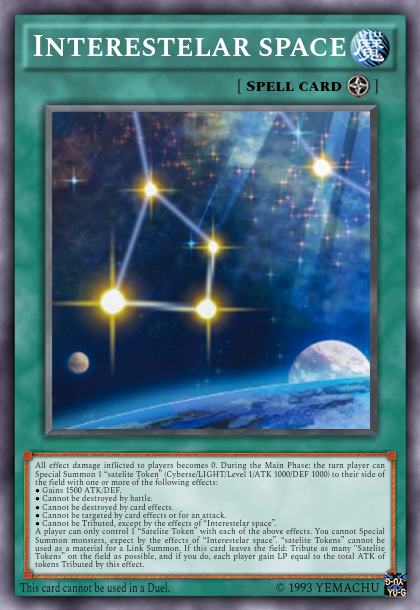 INTERESTELAR SPACE 魔
[ SPELL CARD ]
All effect damage inflicted to players becomes 0. During the Main Phase: the turn player can
Special Summon 1 "satelite Token" (Cyberse/LIGHT/Level 1/ATK 1000/DEF 1000) to their side of
the field with one or more of the following effects:
● Gains 1500 ATK/DEF.
● Cannot be destroyed by battle.
● Cannot be destroyed by card effects.
● Cannot be targeted by card effects or for an attack.
● Cannot be Tributed, except by the effects of "Interestelar space".
A player can only control 1 "Satelite Token" with each of the above effects. You cannot Special
Summon monsters, expect by the effects of "Interestelar space". "satelite Tokens" cannot be
used as a material for a Link Summon. If this card leaves the field: Tribute as many "Satelite
Tokens" on the field as possible, and if you do, each player gain LP equal to the total ATK of
tokens Tributed by this effect.
This card cannot be used in a Duel.
© 1993 YEMACHU